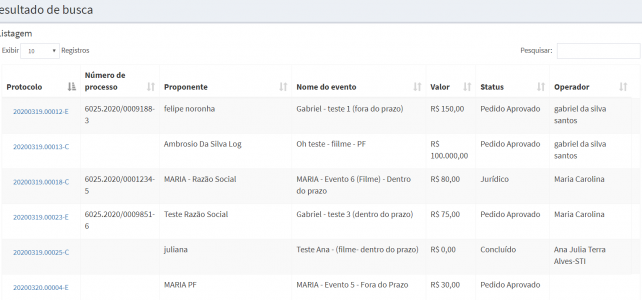 esultado de busca
Listagem
Exibir 10 Registros Pesquisar:
Protocolo Número de processo Proponente Nome do evento Valor Status Operador
20200319.00012-E 6025.2020/0009188-3 felipe noronha Gabriel - teste 1 (fora do prazo) R$ 150,00 Pedido Aprovado gabriel da silva santos
20200319.00013-C Ambrosio Da Silva Log Oh teste - fiilme - PF R$ 100.000,00 Pedido Aprovado gabriel da silva santos
20200319.00018-C 6025.2020/0001234-5 MARIA - Razão Social MARIA - Evento 6 (Filme) - Dentro do prazo R$ 80,00 Jurídico Maria Carolina
20200319.00023-E 6025.2020/0009851-6 Teste Razão Social Gabriel - teste 3 (dentro do prazo) R$ 75,00 Pedido Aprovado Maria Carolina
20200319.00025-C juliana Teste Ana - (filme- dentro do prazo) R$ 0,00 Concluído Ana Julia Terra Alves-STI
20200320.00004-E MARIA PF MARIA - Evento 5 - Fora do Prazo R$ 30,00 Pedido Aprovado